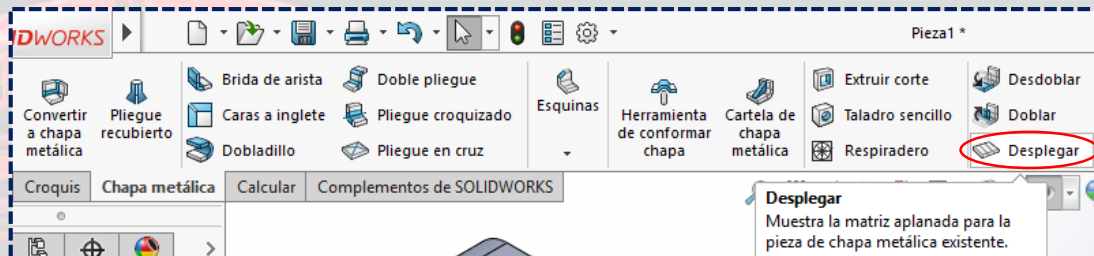 IDWORKS
Pieza1 *
Convertir a chapa metálica
Pliegue recubierto
Brida de arista
Caras a inglete
Dobladillo
Doble pliegue
Pliegue croquizado
Pliegue en cruz
Esquinas
Herramienta de conformar chapa
Cartela de chapa metálica
Extruir corte
Taladro sencillo
Respiradero
Desdoblar
Doblar
Desplegar
Croquis
Chapa metálica
Calcular
Complementos de SOLIDWORKS
Desplegar
Muestra la matriz aplanada para la
pieza de chapa metálica existente.